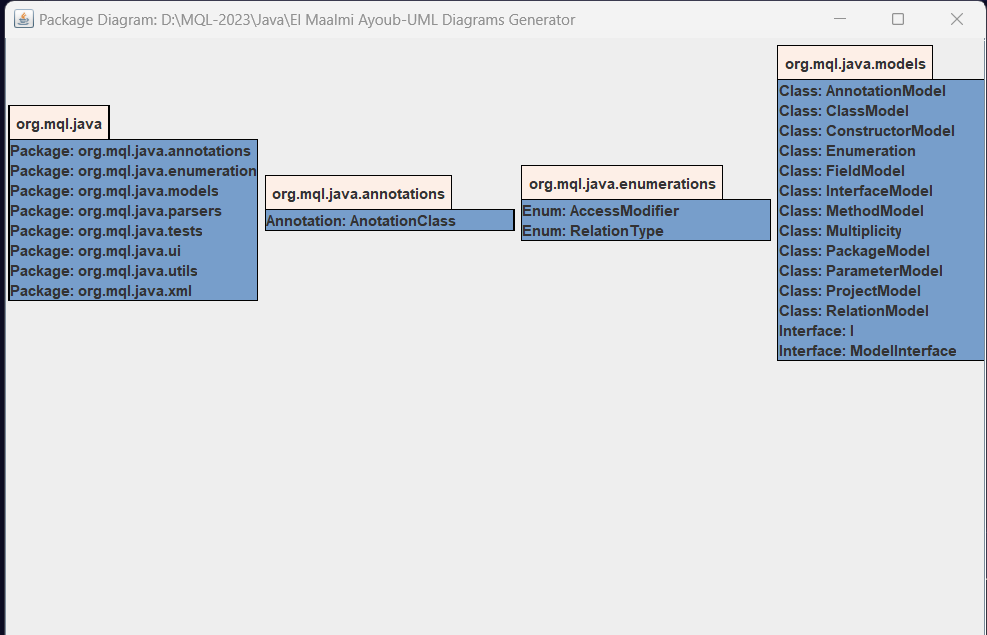 Package Diagram: D:\MQL-2023\Java\El Maalmi Ayoub-UML Diagrams Generator
org.mql.java
Package: org.mql.java.annotations
Package: org.mql.java.enumeration
Package: org.mql.java.models
Package: org.mql.java.parsers
Package: org.mql.java.tests
Package: org.mql.java.ui
Package: org.mql.java.utils
Package: org.mql.java.xml
org.mql.java.annotations
Annotation: AnotationClass
org.mql.java.enumerations
Enum: AccessModifier
Enum: RelationType
org.mql.java.models
Class: AnnotationModel
Class: ClassModel
Class: ConstructorModel
Class: Enumeration
Class: FieldModel
Class: InterfaceModel
Class: MethodModel
Class: Multiplicity
Class: PackageModel
Class: ParameterModel
Class: ProjectModel
Class: RelationModel
Interface: I
Interface: ModelInterface